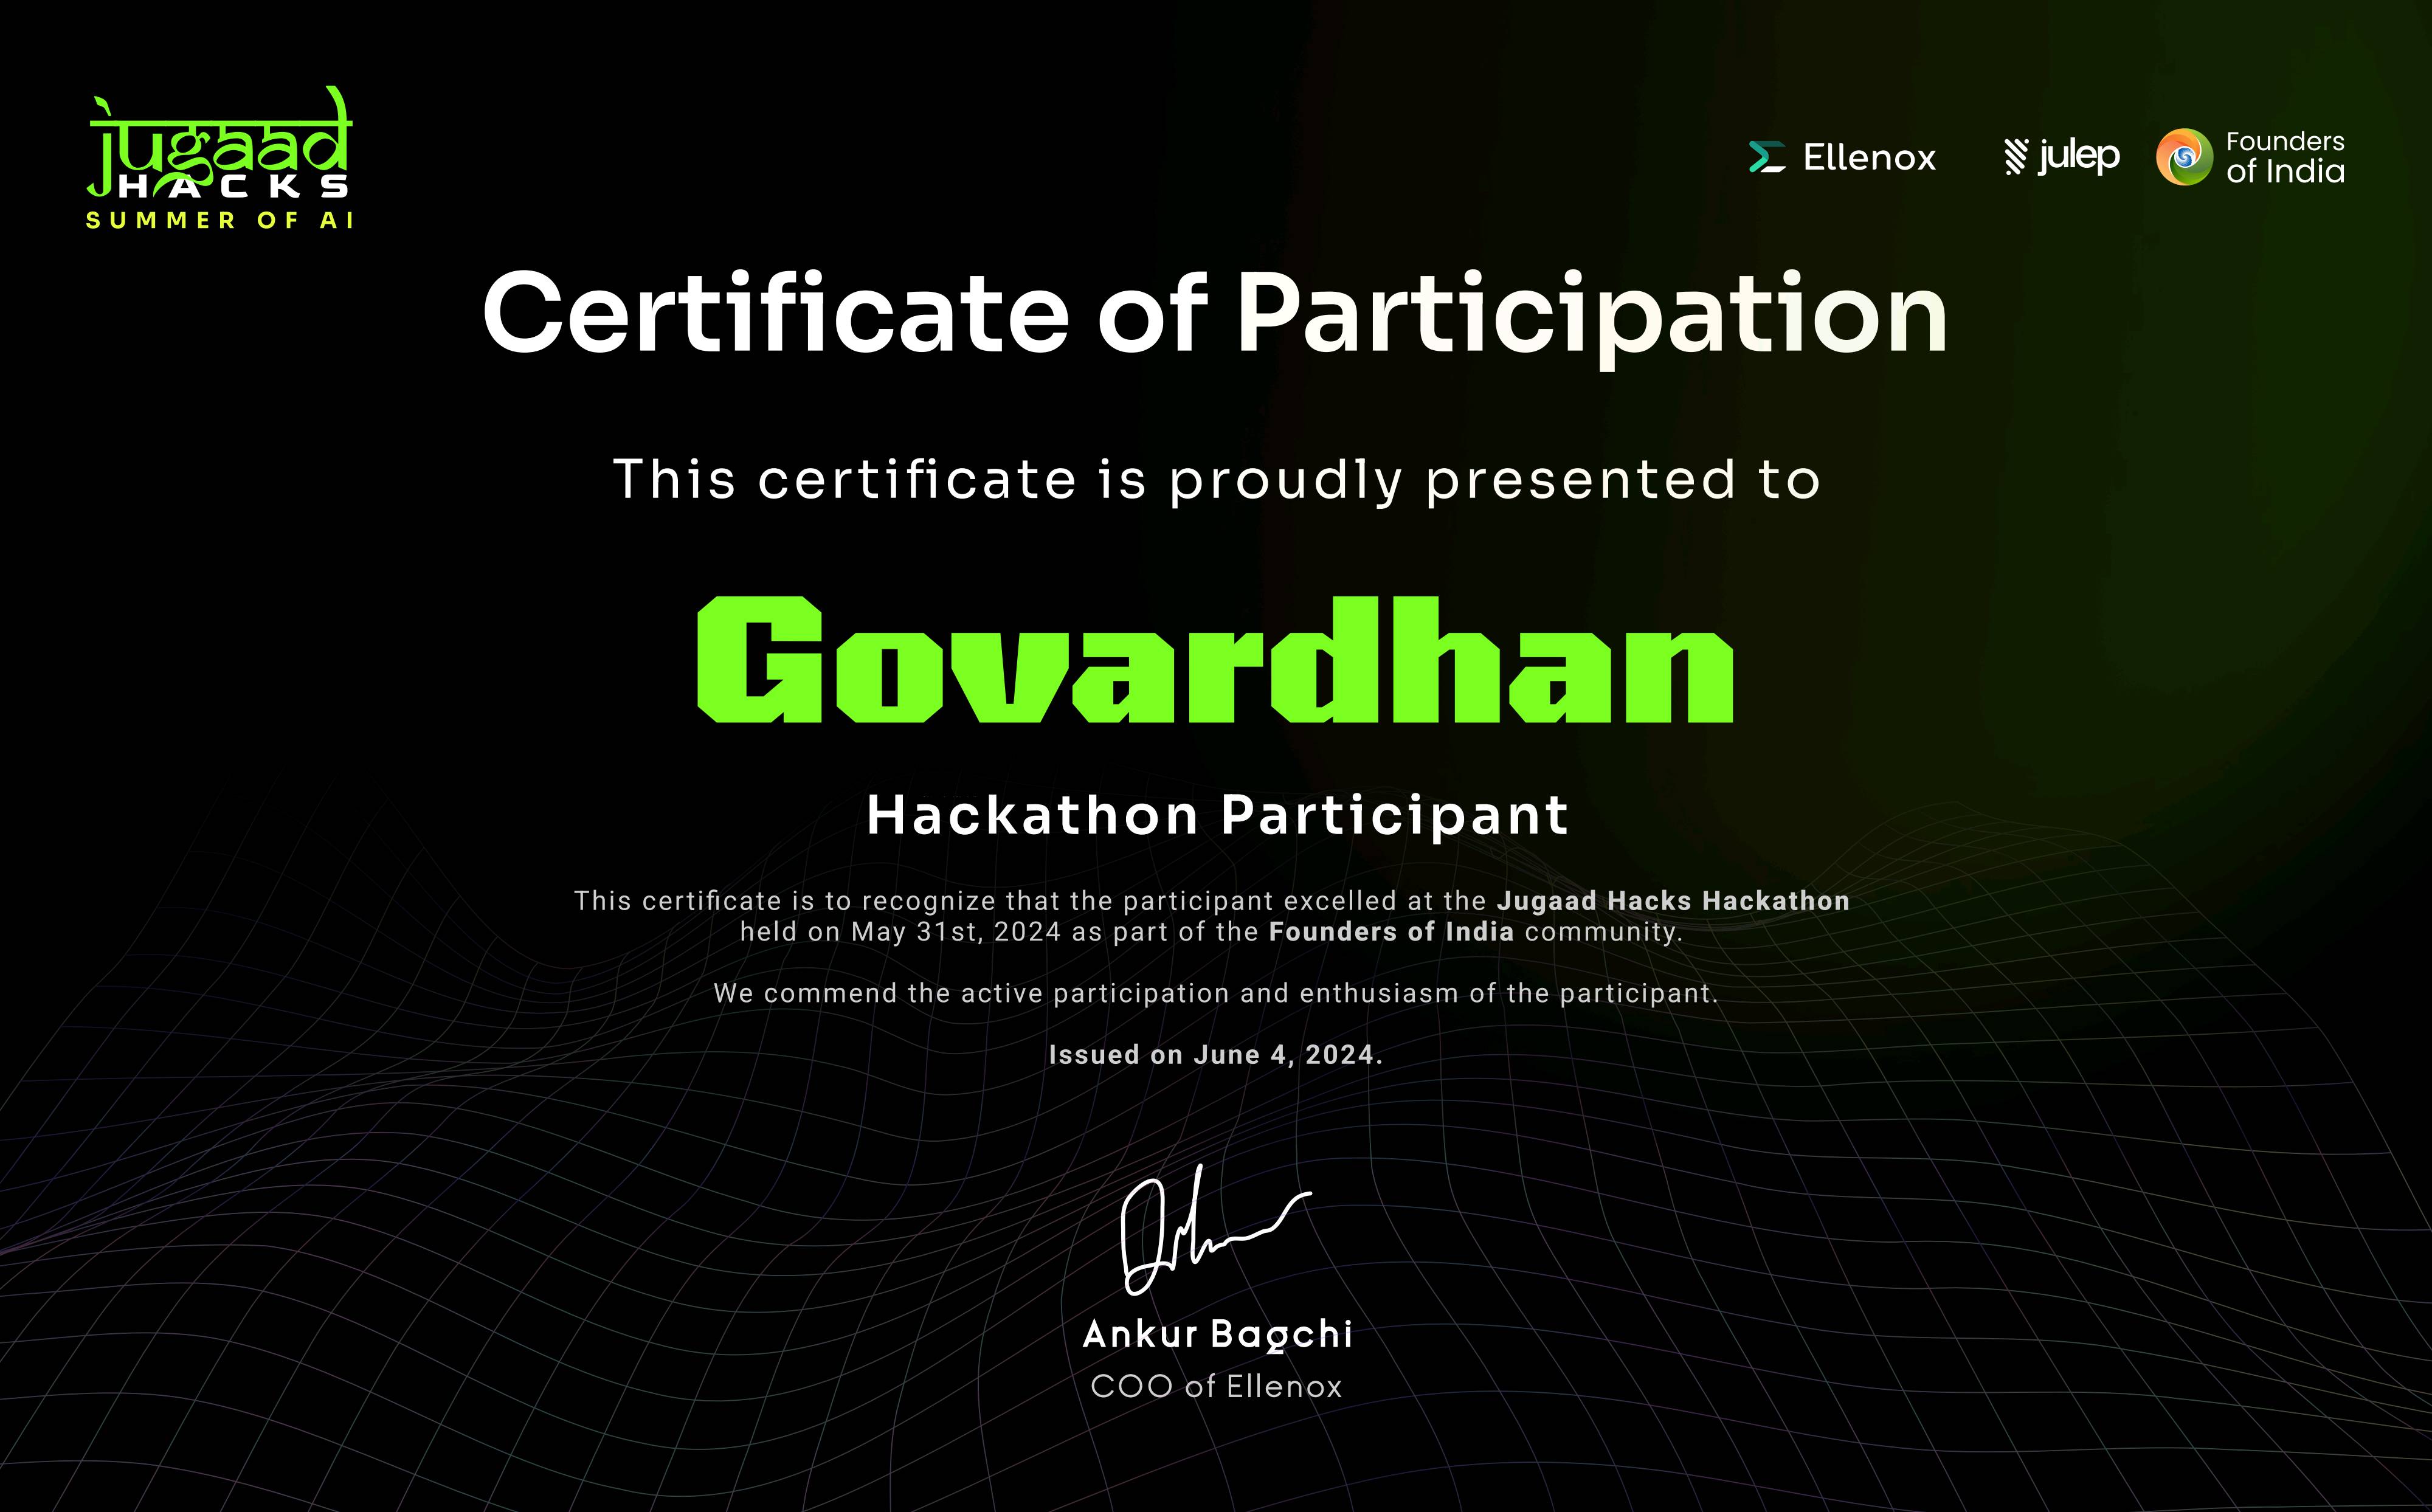 jugaad
HACKS
SUMMER OF AI
Ellenox
julep
Founders
of India
Certificate of Participation
This certificate is proudly presented to
Govardhan
Hackathon Participant
This certificate is to recognize that the participant excelled at the Jugaad Hacks Hackathon
held on May 31st, 2024 as part of the Founders of India community.
We commend the active participation and enthusiasm of the participant.
Issued on June 4, 2024.
Ankur Bagchi
COO of Ellenox